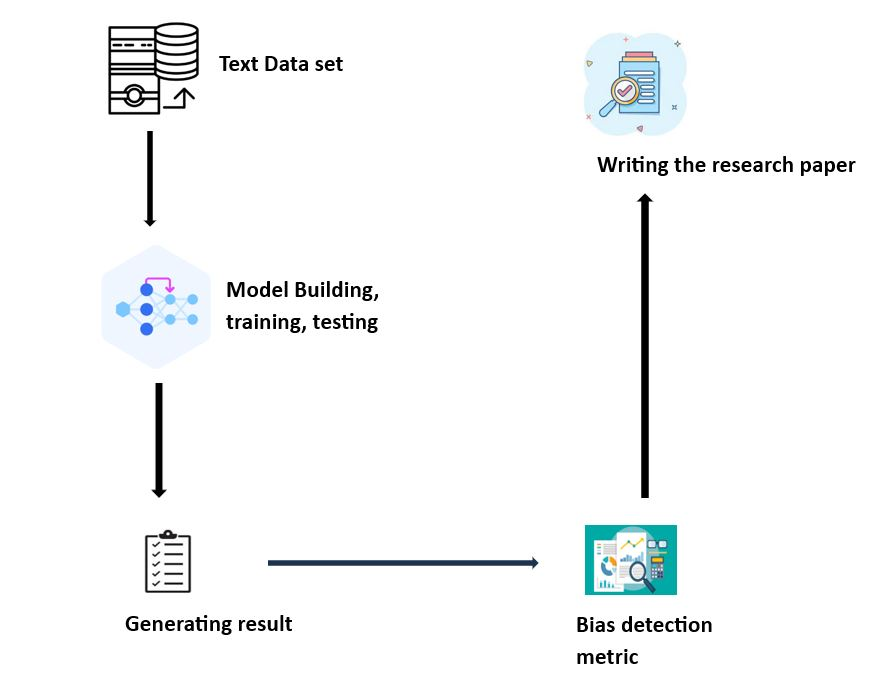 Text Data set
Model Building,
training, testing
Generating result
Bias detection
metric
Writing the research paper